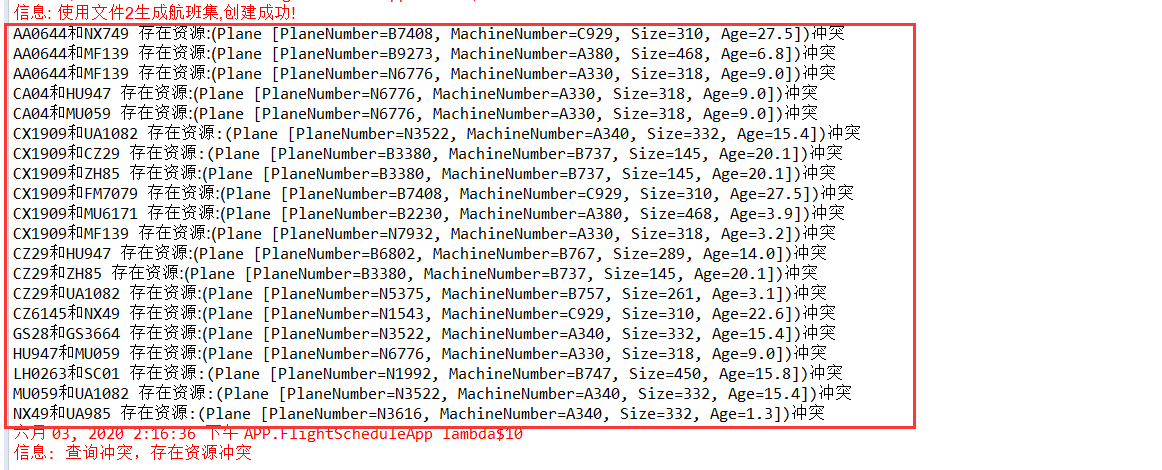 信息: 使用文件2生成航班集,创建成功!
AA0644和NX749 存在资源:(Plane [PlaneNumber=B7408, MachineNumber=C929, Size=310, Age=27.5])冲突
AA0644和MF139 存在资源:(Plane [PlaneNumber=B9273, MachineNumber=A380, Size=468, Age=6.8])冲突
AA0644和MF139 存在资源:(Plane [PlaneNumber=N6776, MachineNumber=A330, Size=318, Age=9.0])冲突
CA04和HU947 存在资源:(Plane [PlaneNumber=N6776, MachineNumber=A330, Size=318, Age=9.0])冲突
CA04和MU059 存在资源:(Plane [PlaneNumber=N6776, MachineNumber=A330, Size=318, Age=9.0])冲突
CX1909和UA1082 存在资源:(Plane [PlaneNumber=N3522, MachineNumber=A340, Size=332, Age=15.4])冲突
CX1909和CZ29 存在资源:(Plane [PlaneNumber=B3380, MachineNumber=B737, Size=145, Age=20.1])冲突
CX1909和ZH85 存在资源:(Plane [PlaneNumber=B3380, MachineNumber=B737, Size=145, Age=20.1])冲突
CX1909和FM7079 存在资源:(Plane [PlaneNumber=B7408, MachineNumber=C929, Size=310, Age=27.5])冲突
CX1909和MU6171 存在资源:(Plane [PlaneNumber=B2230, MachineNumber=A380, Size=468, Age=3.9])冲突
CX1909和MF139 存在资源:(Plane [PlaneNumber=N7932, MachineNumber=A330, Size=318, Age=3.2])冲突
CZ29和HU947 存在资源:(Plane [PlaneNumber=B6802, MachineNumber=B767, Size=289, Age=14.0])冲突
CZ29和ZH85 存在资源:(Plane [PlaneNumber=B3380, MachineNumber=B737, Size=145, Age=20.1])冲突
CZ29和UA1082 存在资源:(Plane [PlaneNumber=N5375, MachineNumber=B757, Size=261, Age=3.1])冲突
CZ6145和NX49 存在资源:(Plane [PlaneNumber=N1543, MachineNumber=C929, Size=310, Age=22.6])冲突
GS28和GS3664 存在资源:(Plane [PlaneNumber=N3522, MachineNumber=A340, Size=332, Age=15.4])冲突
HU947和MU059 存在资源:(Plane [PlaneNumber=N6776, MachineNumber=A330, Size=318, Age=9.0])冲突
LH0263和SC01 存在资源:(Plane [PlaneNumber=N1992, MachineNumber=B747, Size=450, Age=15.8])冲突
MU059和UA1082 存在资源:(Plane [PlaneNumber=N3522, MachineNumber=A340, Size=332, Age=15.4])冲突
NX49和UA985 存在资源:(Plane [PlaneNumber=N3616, MachineNumber=A340, Size=332, Age=1.3])冲突
六月 03, 2020 2:16:36 下午 APP.FlightScheduleApp lambda$10
信息: 查询冲突，存在资源冲突